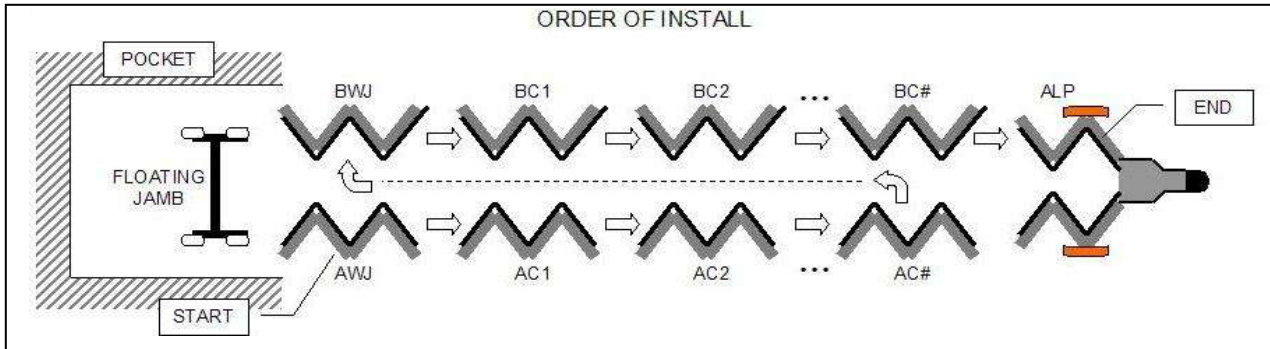 ORDER OF INSTALL
POCKET
BWJ
BC1
BC2
...
BC#
ALP
END
FLOATING
JAMB
AWJ
AC1
AC2
...
AC#
START